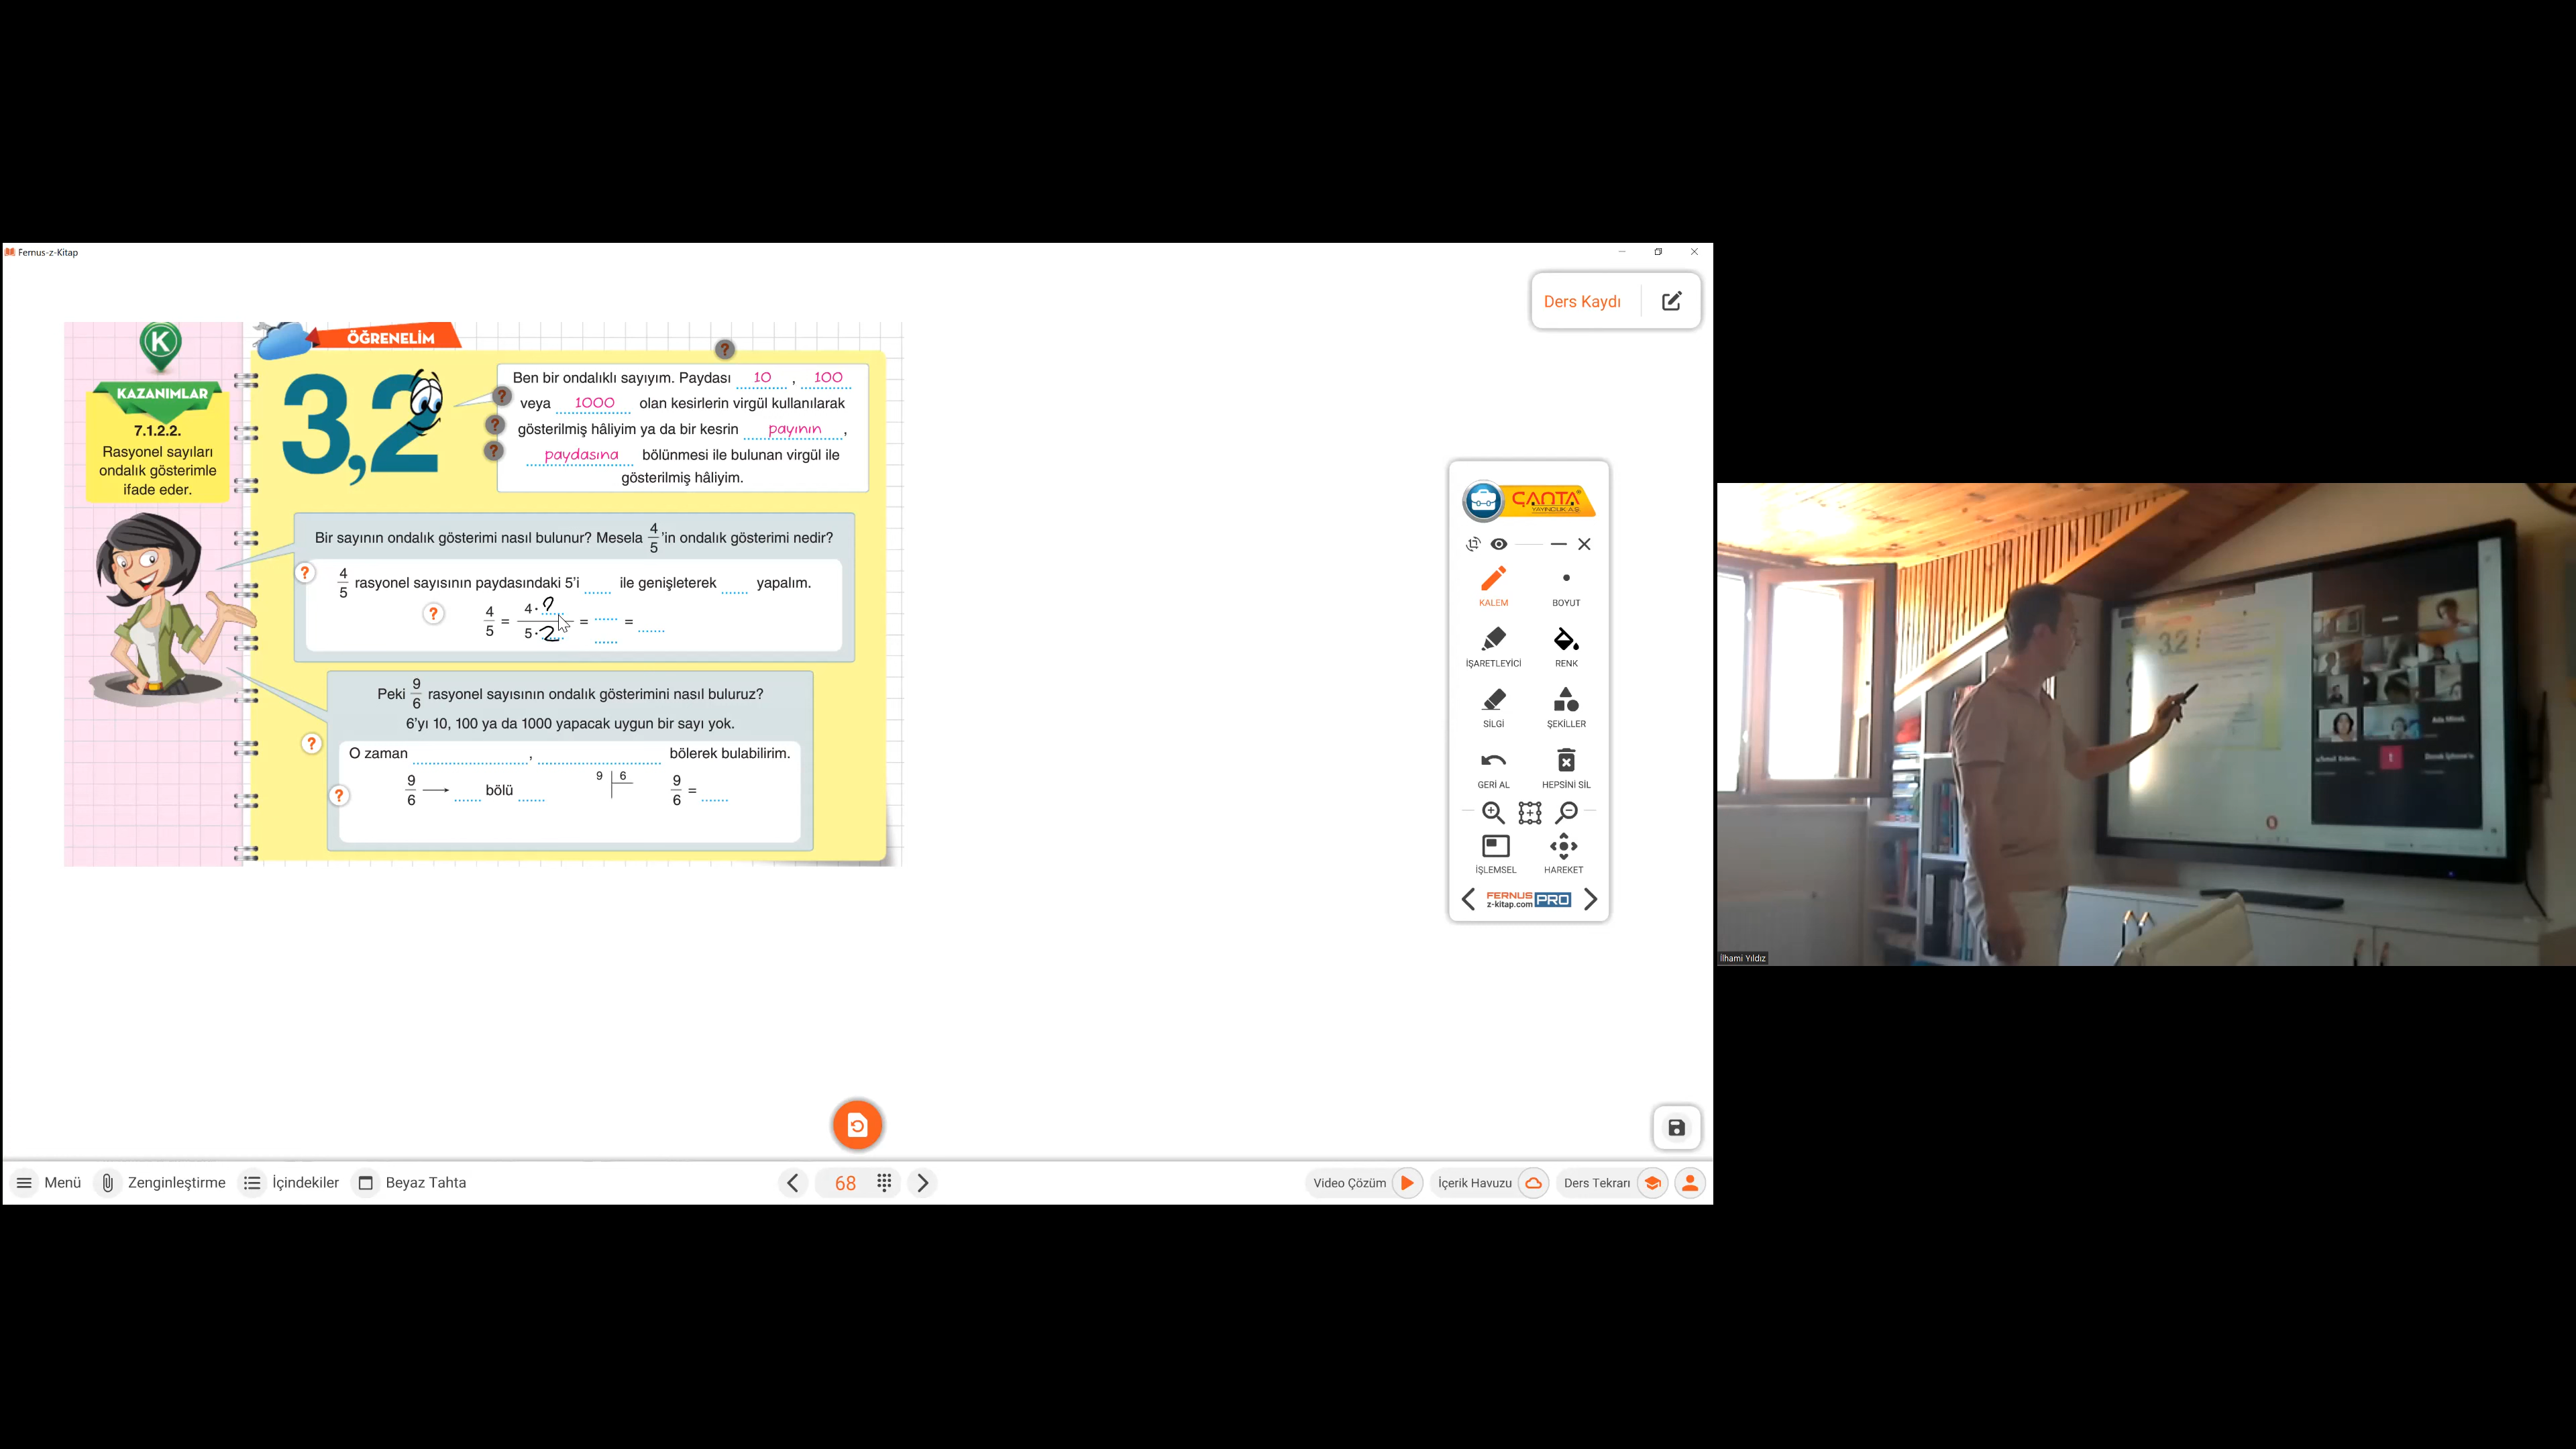 Fernus-z-Kitap
Ders Kaydı
K
ÖĞRENELİM
KAZANIMLAR
7.1.2.2.
Rasyonel sayıları
ondalık gösterimle
ifade eder.
3,2
Ben bir ondalıklı sayıyım. Paydası 10 , 100
veya 1000 olan kesirlerin virgül kullanılarak
gösterilmiş hâliyim ya da bir kesrin payının ,
paydasına bölünmesi ile bulunan virgül ile
gösterilmiş hâliyim.
Bir sayının ondalık gösterimi nasıl bulunur? Mesela 4/5'in ondalık gösterimi nedir?
? 4/5 rasyonel sayısının paydasındaki 5'i ...... ile genişleterek ...... yapalım.
? 4/5 = 4·2/5·2 = ...... = ......
Peki 9/6 rasyonel sayısının ondalık gösterimini nasıl buluruz?
6'yı 10, 100 ya da 1000 yapacak uygun bir sayı yok.
? O zaman ........................... , ............................. bölerek bulabilirim.
? 9/6 → ...... bölü ...... 9 | 6 9/6 = ......
ÇANTA
YAYINCILIK A.Ş.
KALEM BOYUT
İŞARETLEYİCİ RENK
SİLGİ ŞEKİLLER
GERİ AL HEPSİNİ SİL
İŞLEMSEL HAREKET
FERNUS PRO
z-kitap.com
Menü Zenginleştirme İçindekiler Beyaz Tahta 68 Video Çözüm İçerik Havuzu Ders Tekrarı
3,2
İlhami Yıldız